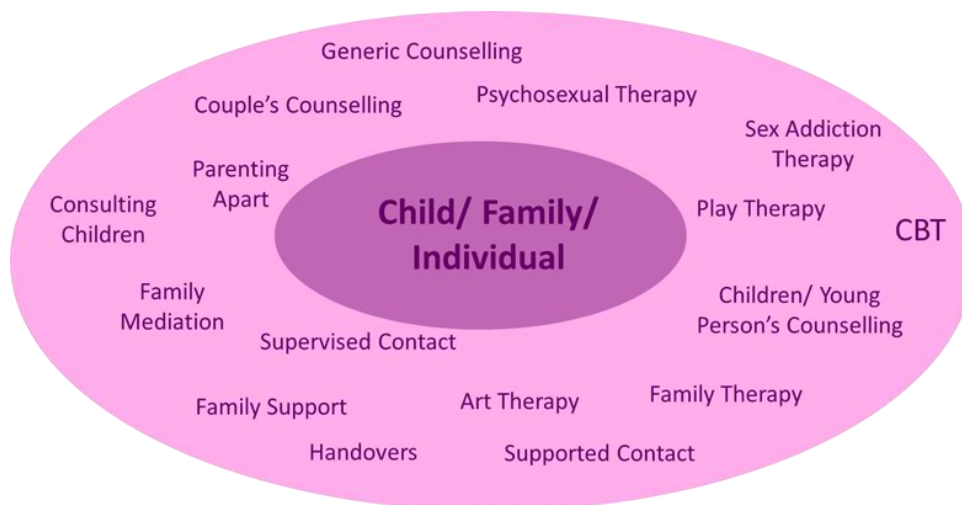 Generic Counselling
Couple's Counselling
Psychosexual Therapy
Sex Addiction
Therapy
Parenting
Apart
Consulting
Children
Child/ Family/
Individual
Play Therapy
CBT
Family
Mediation
Children/ Young
Person's Counselling
Supervised Contact
Family Support
Art Therapy
Family Therapy
Handovers
Supported Contact